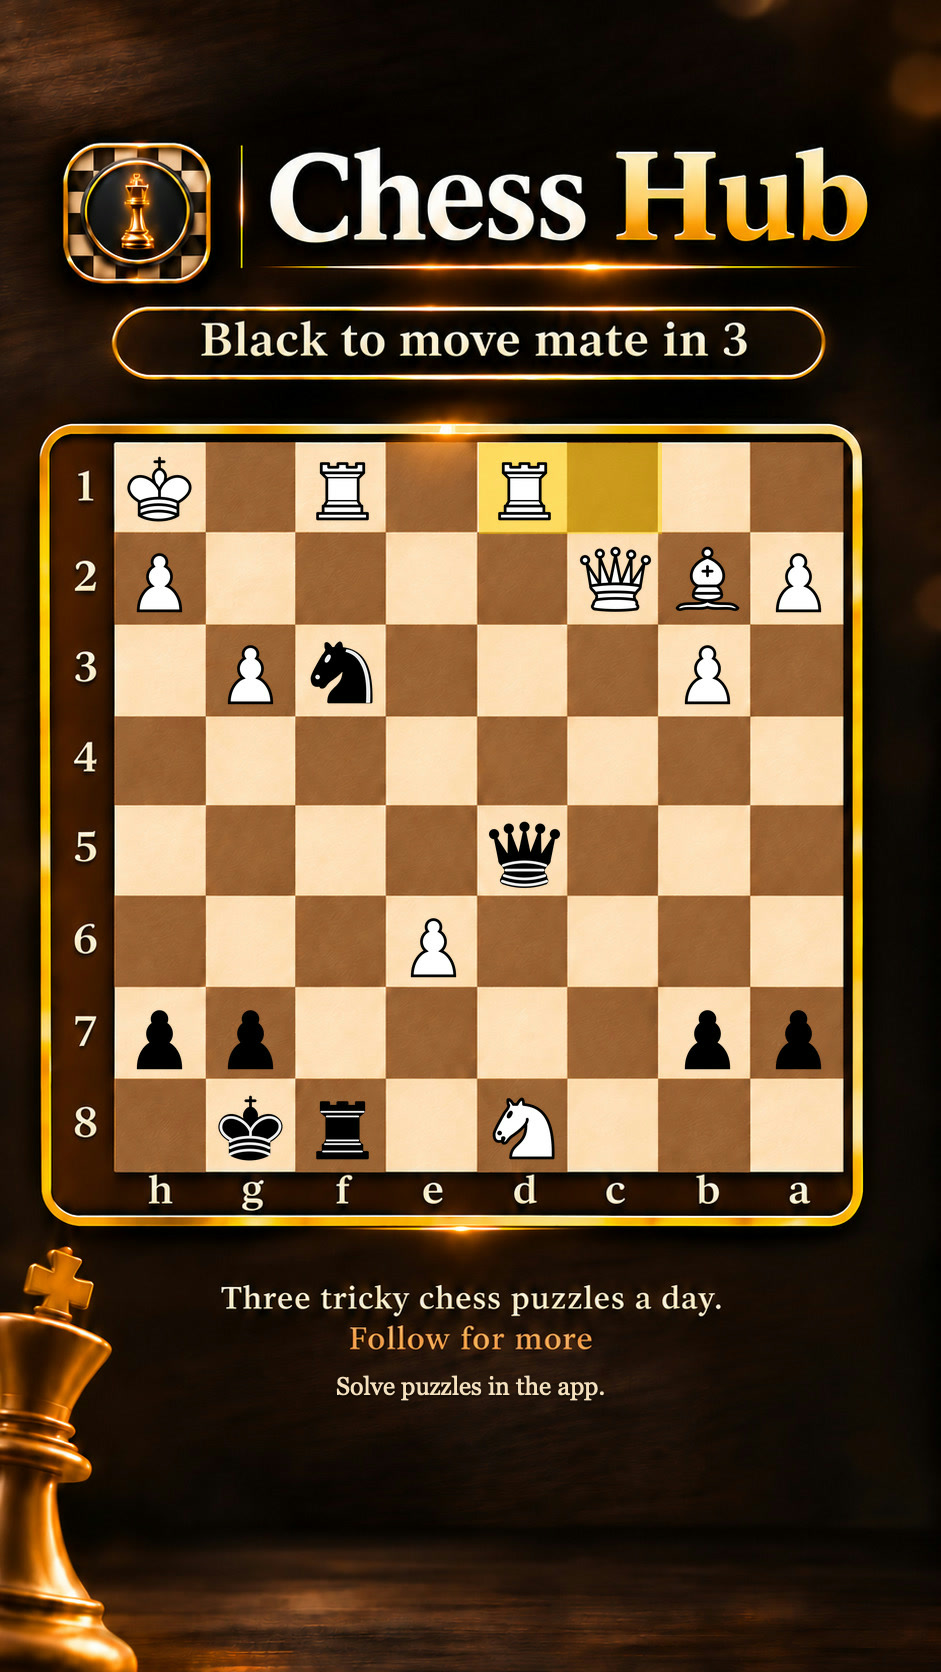 Chess Hub
Black to move mate in 3
1
2
3
4
5
6
7
8
h g f e d c b a
Three tricky chess puzzles a day.
Follow for more
Solve puzzles in the app.